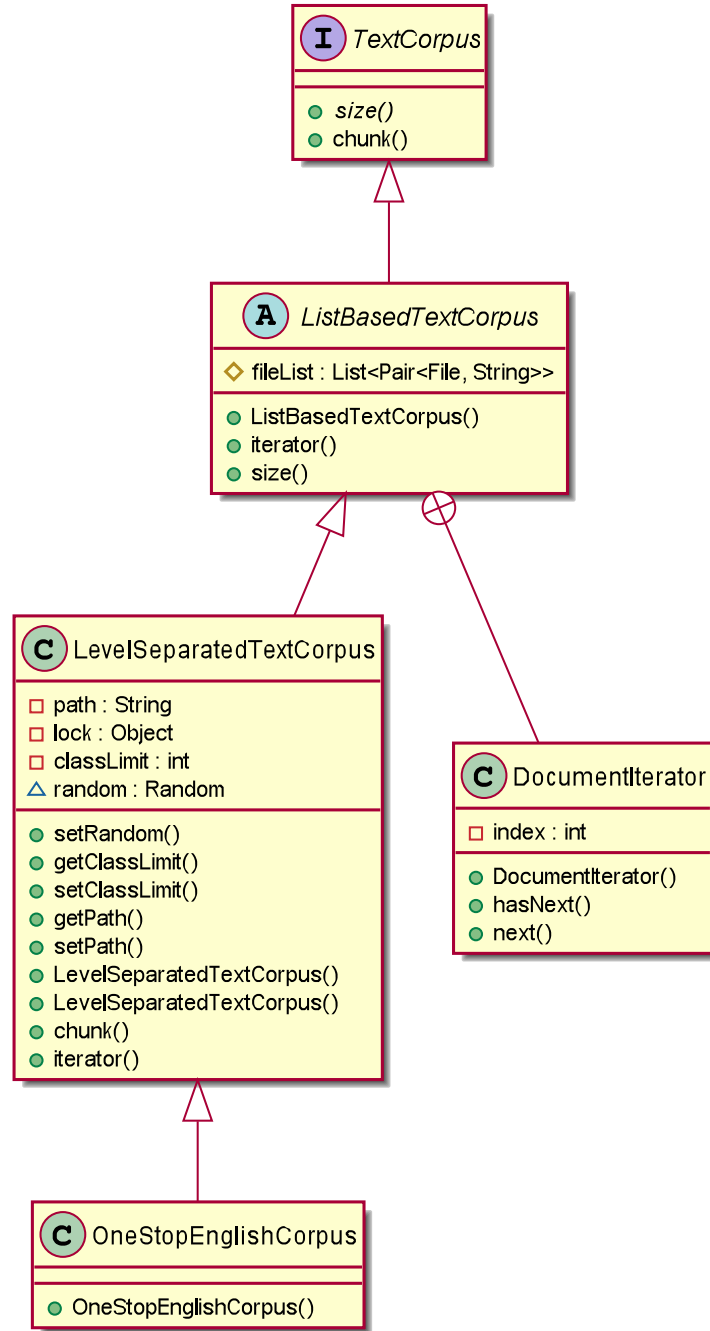 I TextCorpus
size()
chunk()
A ListBasedTextCorpus
fileList : List<Pair<File, String>>
ListBasedTextCorpus()
iterator()
size()
C LevelSeparatedTextCorpus
path : String
lock : Object
classLimit : int
random : Random
setRandom()
getClassLimit()
setClassLimit()
getPath()
setPath()
LevelSeparatedTextCorpus()
LevelSeparatedTextCorpus()
chunk()
iterator()
C DocumentIterator
index : int
DocumentIterator()
hasNext()
next()
C OneStopEnglishCorpus
OneStopEnglishCorpus()